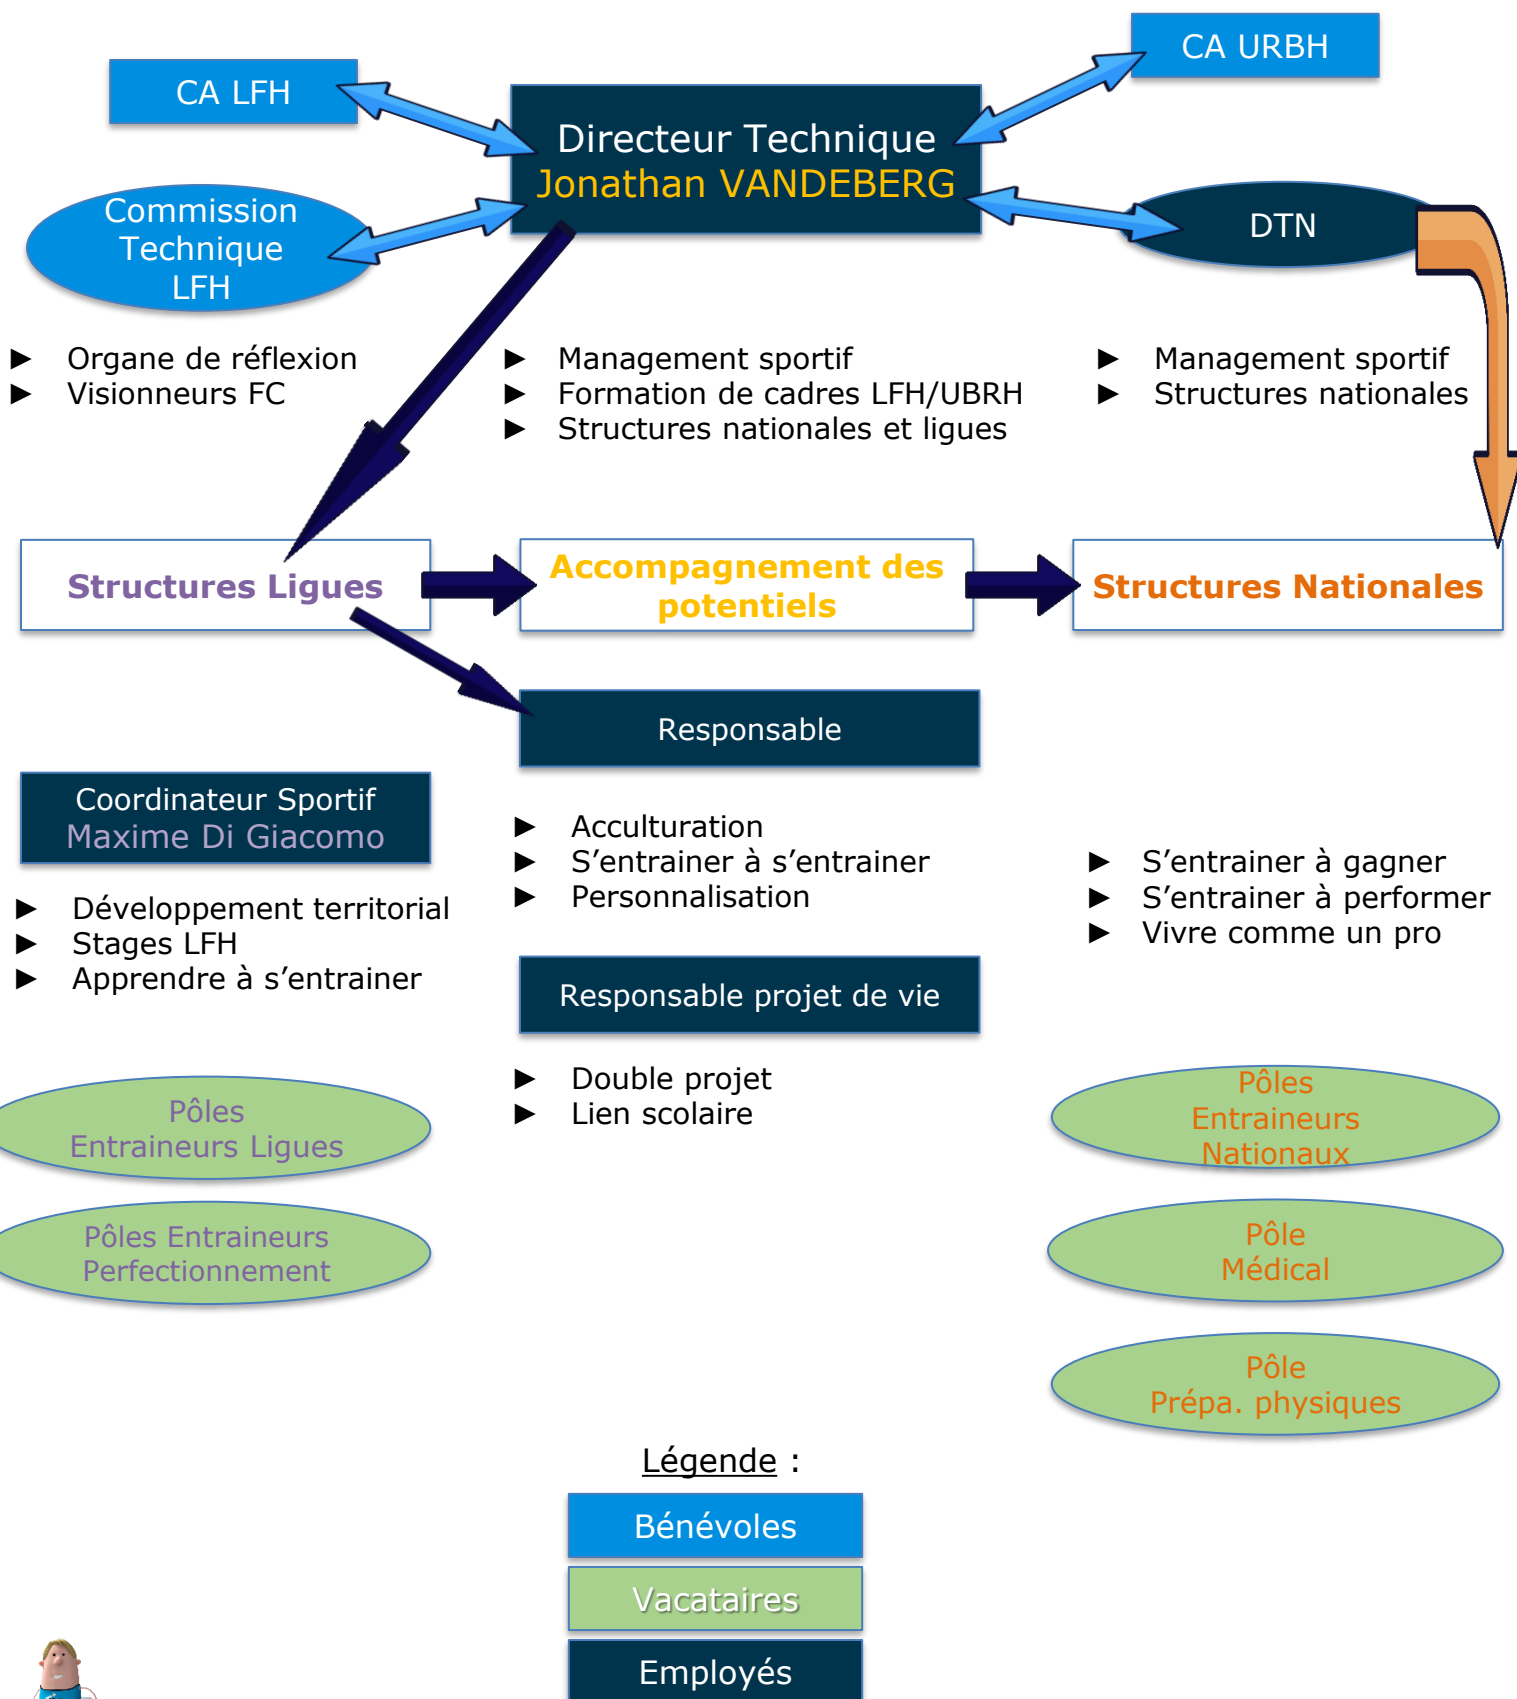 CA URBH
CA LFH
Directeur Technique
Jonathan VANDEBERG
Commission
Technique
LFH
DTN
► Organe de réflexion
► Visionneurs FC
► Management sportif
► Formation de cadres LFH/UBRH
► Structures nationales et ligues
► Management sportif
► Structures nationales
Structures Ligues
Accompagnement des
potentiels
Structures Nationales
Responsable
Coordinateur Sportif
Maxime Di Giacomo
► Acculturation
► S’entrainer à s’entrainer
► Personnalisation
► S’entrainer à gagner
► S’entrainer à performer
► Vivre comme un pro
► Développement territorial
► Stages LFH
► Apprendre à s’entrainer
Responsable projet de vie
► Double projet
► Lien scolaire
Pôles
Entraineurs Ligues
Pôles Entraineurs
Perfectionnement
Pôles
Entraineurs
Nationaux
Pôle
Médical
Pôle
Prépa. physiques
Légende :
Bénévoles
Vacataires
Employés